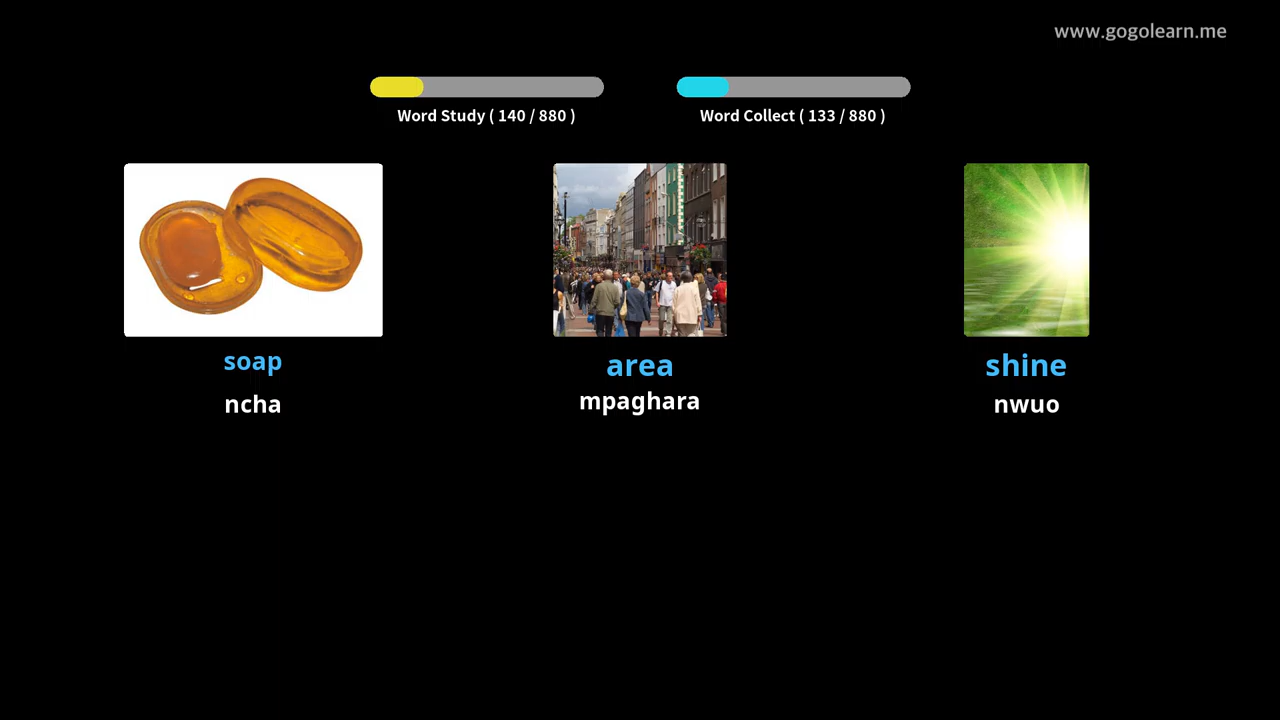 www.gogolearn.me
Word Study ( 140 / 880 )
Word Collect ( 133 / 880 )
soap
ncha
area
mpaghara
shine
nwuo